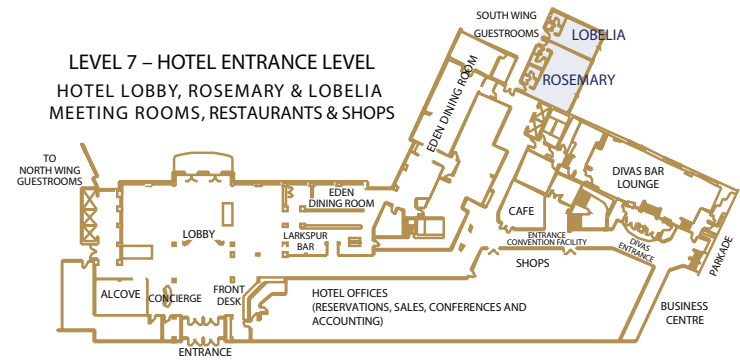 SOUTH WING
GUESTROOMS
LOBELIA
LEVEL 7 – HOTEL ENTRANCE LEVEL
HOTEL LOBBY, ROSEMARY & LOBELIA
MEETING ROOMS, RESTAURANTS & SHOPS
ROSEMARY
EDEN DINING ROOM
TO
NORTH WING
GUESTROOMS
DIVAS BAR
LOUNGE
EDEN
DINING ROOM
CAFE
LOBBY
LARKSPUR
BAR
ENTRANCE
CONVENTION FACILITY
DIVAS
ENTRANCE
PARKADE
SHOPS
ALCOVE
CONCIERGE
FRONT
DESK
HOTEL OFFICES
(RESERVATIONS, SALES, CONFERENCES AND
ACCOUNTING)
BUSINESS
CENTRE
ENTRANCE